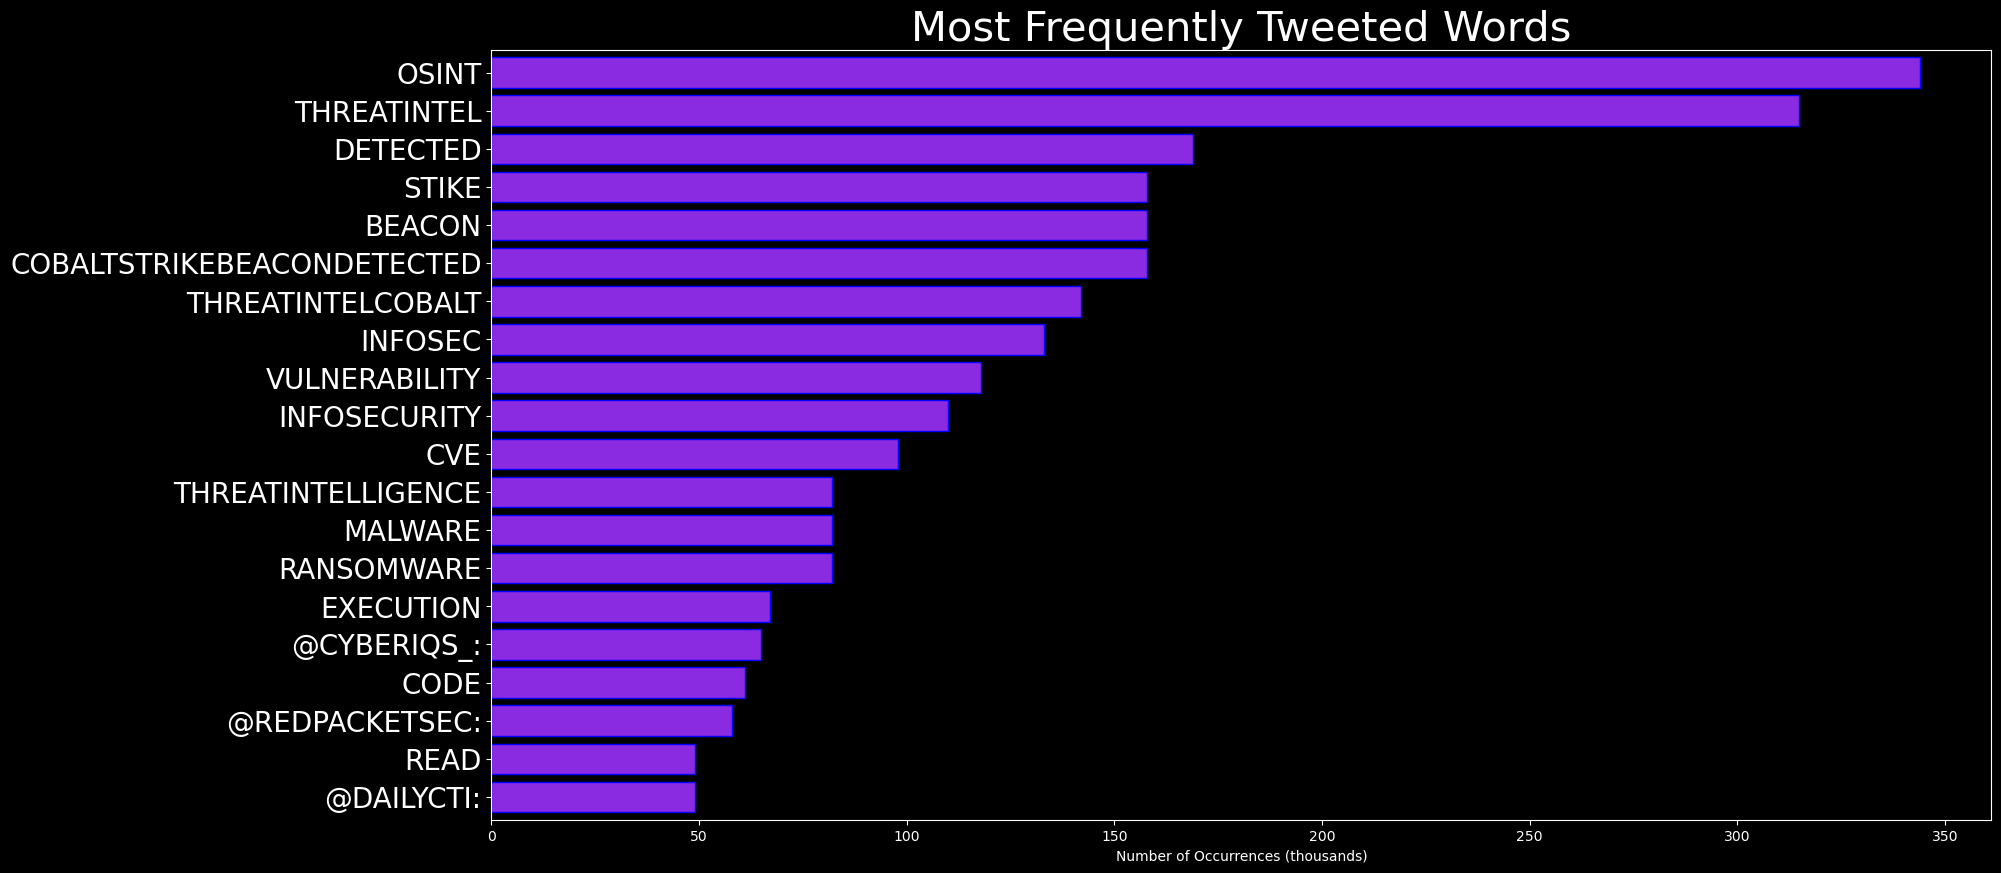 Most Frequently Tweeted Words
OSINT
THREATINTEL
DETECTED
STIKE
BEACON
COBALTSTRIKEBEACONDETECTED
THREATINTELCOBALT
INFOSEC
VULNERABILITY
INFOSECURITY
CVE
THREATINTELLIGENCE
MALWARE
RANSOMWARE
EXECUTION
@CYBERIQS_:
CODE
@REDPACKETSEC:
READ
@DAILYCTI:
0 50 100 150 200 250 300 350
Number of Occurrences (thousands)